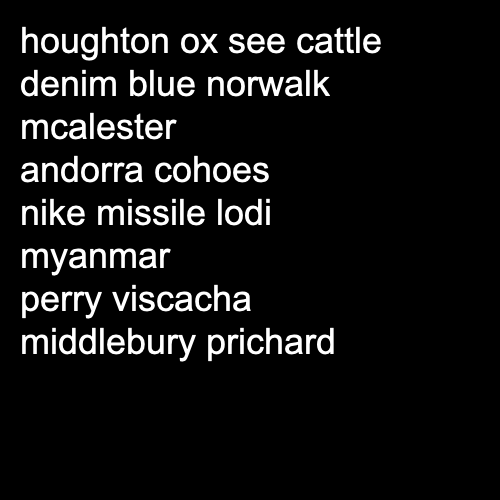 houghton ox see cattle
denim blue norwalk
mcalester
andorra cohoes
nike missile lodi
myanmar
perry viscacha
middlebury prichard